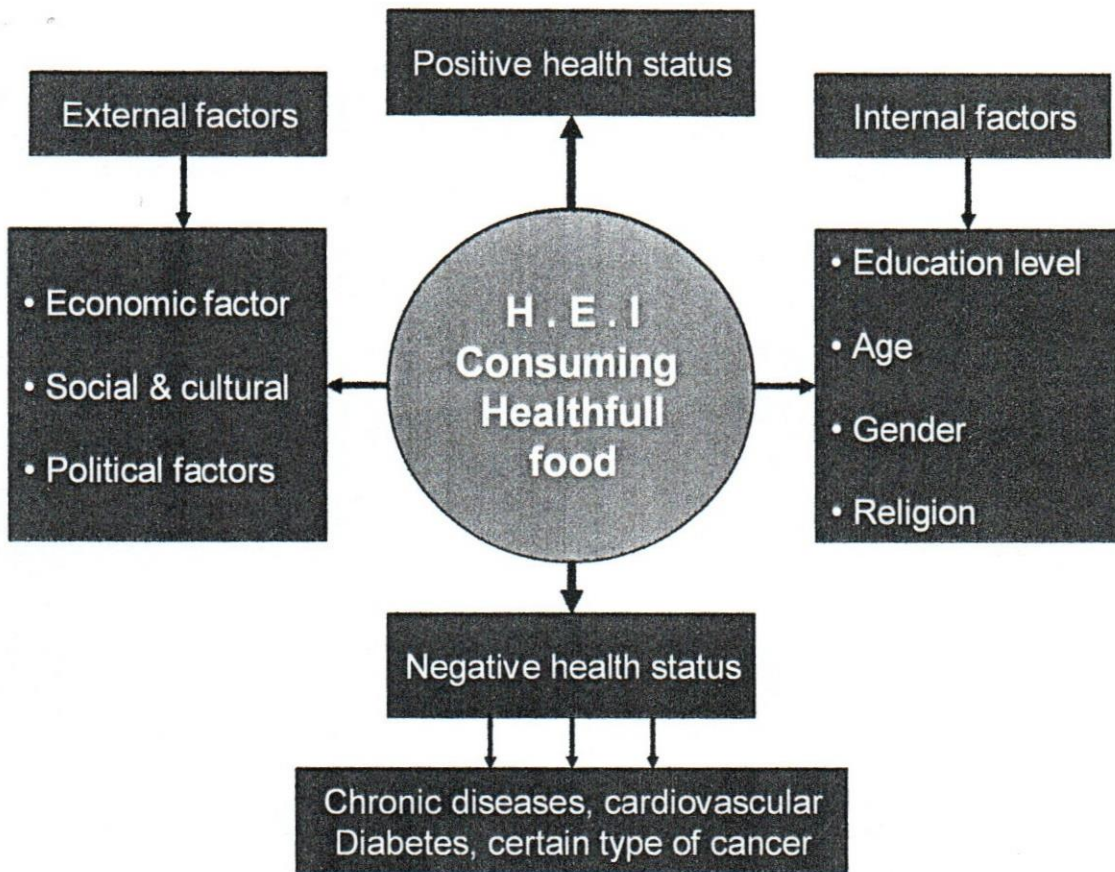 Positive health status
External factors
Internal factors
• Economic factor
• Social & cultural
• Political factors
H . E . I
Consuming
Healthfull
food
• Education level
• Age
• Gender
• Religion
Negative health status
Chronic diseases, cardiovascular
Diabetes, certain type of cancer